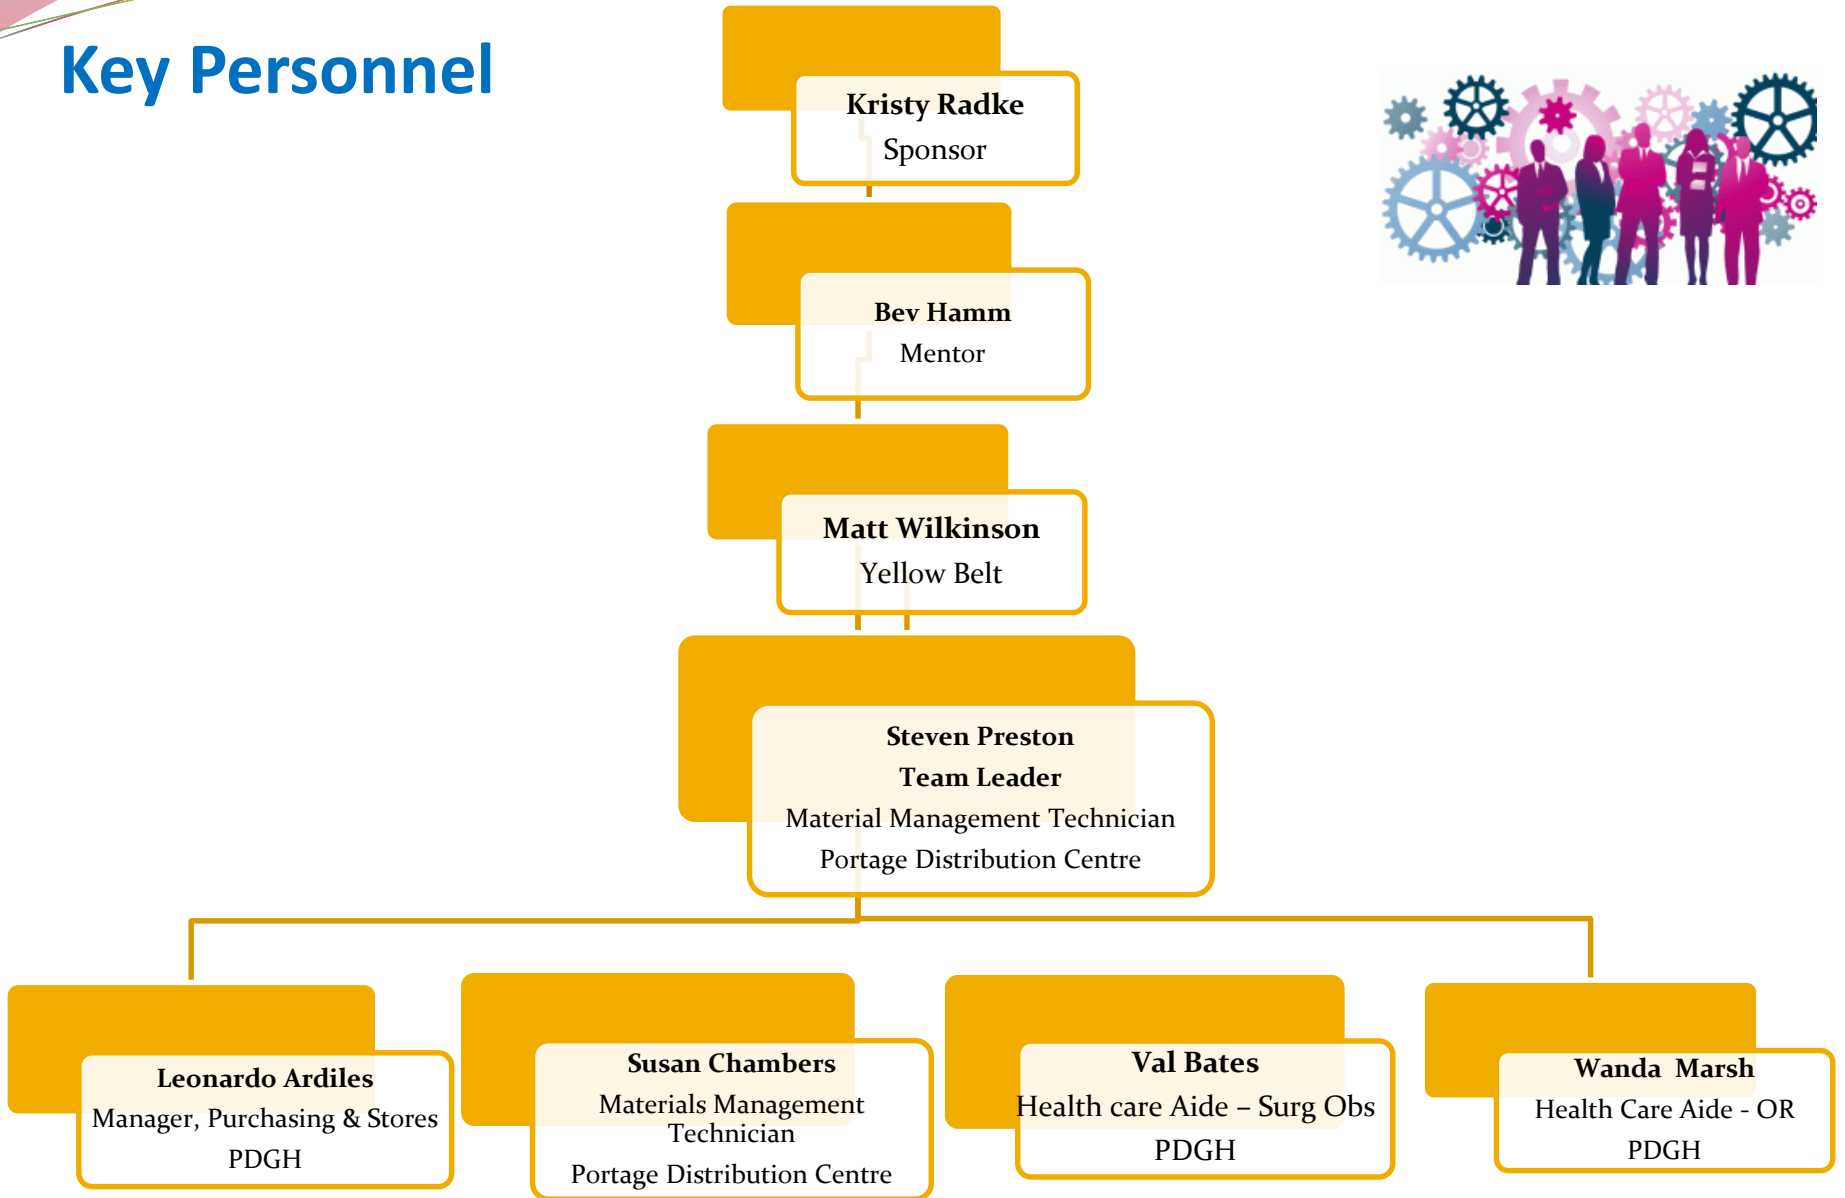 Key Personnel
Kristy Radke
Sponsor
Bev Hamm
Mentor
Matt Wilkinson
Yellow Belt
Steven Preston
Team Leader
Material Management Technician
Portage Distribution Centre
Leonardo Ardiles
Manager, Purchasing & Stores
PDGH
Susan Chambers
Materials Management
Technician
Portage Distribution Centre
Val Bates
Health care Aide – Surg Obs
PDGH
Wanda  Marsh
Health Care Aide - OR
PDGH